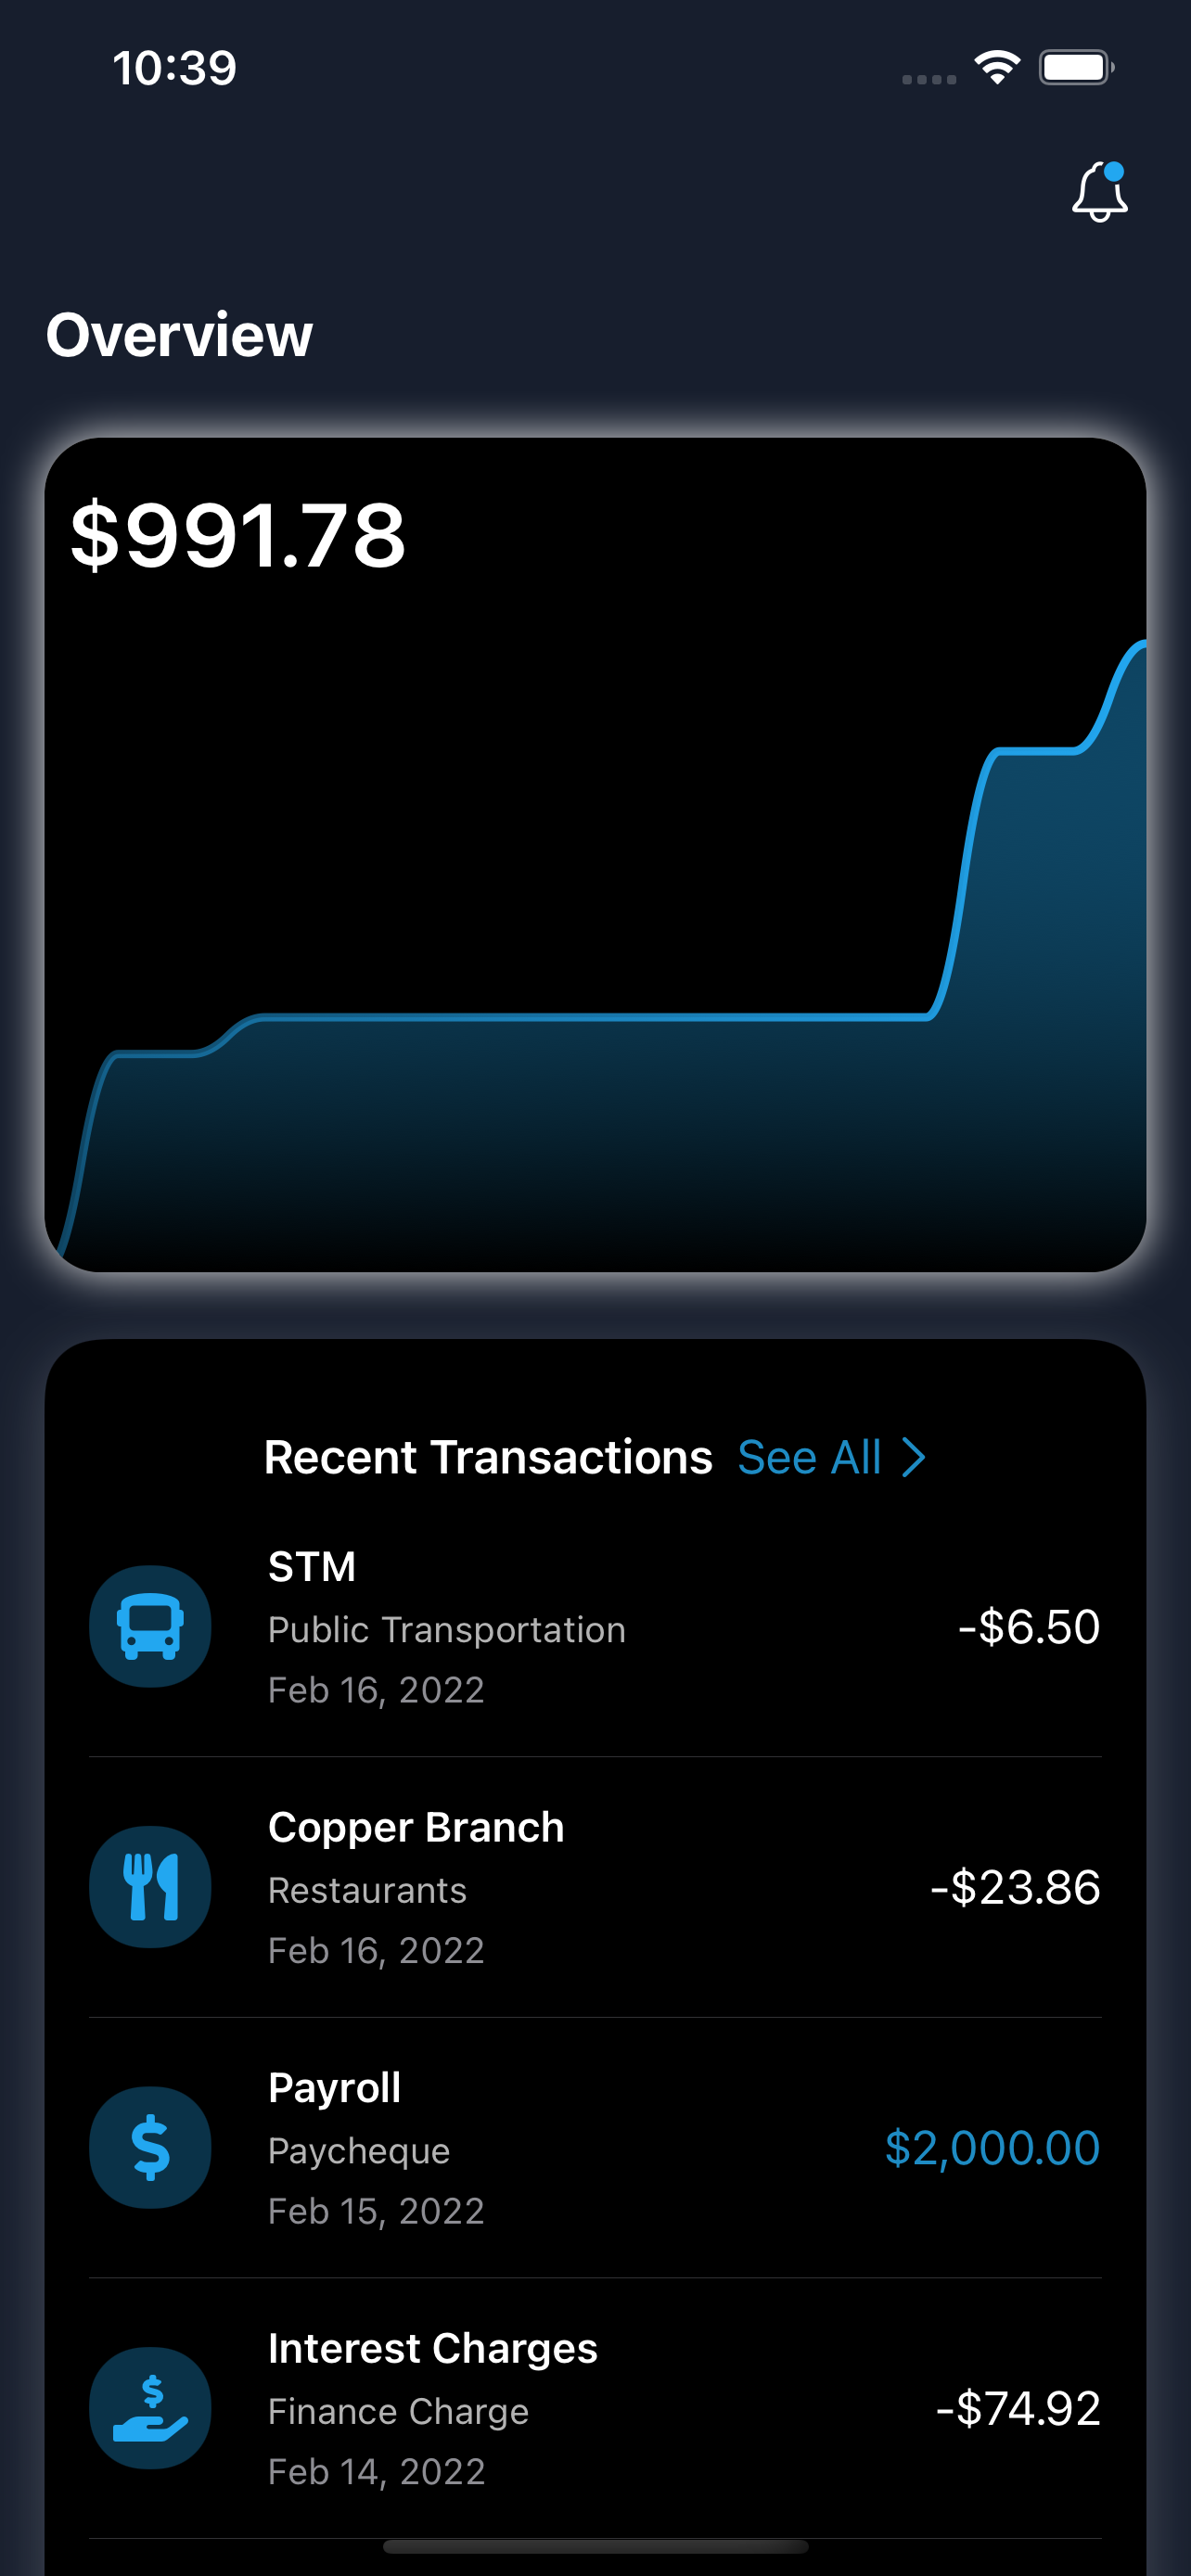 10:39
Overview
$991.78
Recent Transactions See All
STM
Public Transportation
-$6.50
Feb 16, 2022
Copper Branch
Restaurants
-$23.86
Feb 16, 2022
Payroll
Paycheque
$2,000.00
Feb 15, 2022
Interest Charges
Finance Charge
-$74.92
Feb 14, 2022